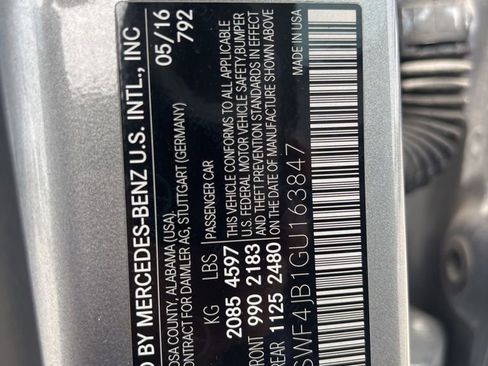 D BY MERCEDES-BENZ U.S. INTL., INC
OSA COUNTY, ALABAMA (USA),
CONTRACT FOR DAIMLER AG, STUTTGART (GERMANY)
05/16
792
KG LBS PASSENGER CAR
2085 4597 THIS VEHICLE CONFORMS TO ALL APPLICABLE
FRONT 990 2183 U.S. FEDERAL MOTOR VEHICLE SAFETY, BUMPER
REAR 1125 2480 AND THEFT PREVENTION STANDARDS IN EFFECT
ON THE DATE OF MANUFACTURE SHOWN ABOVE
SWF4JB1GU163847 MADE IN USA